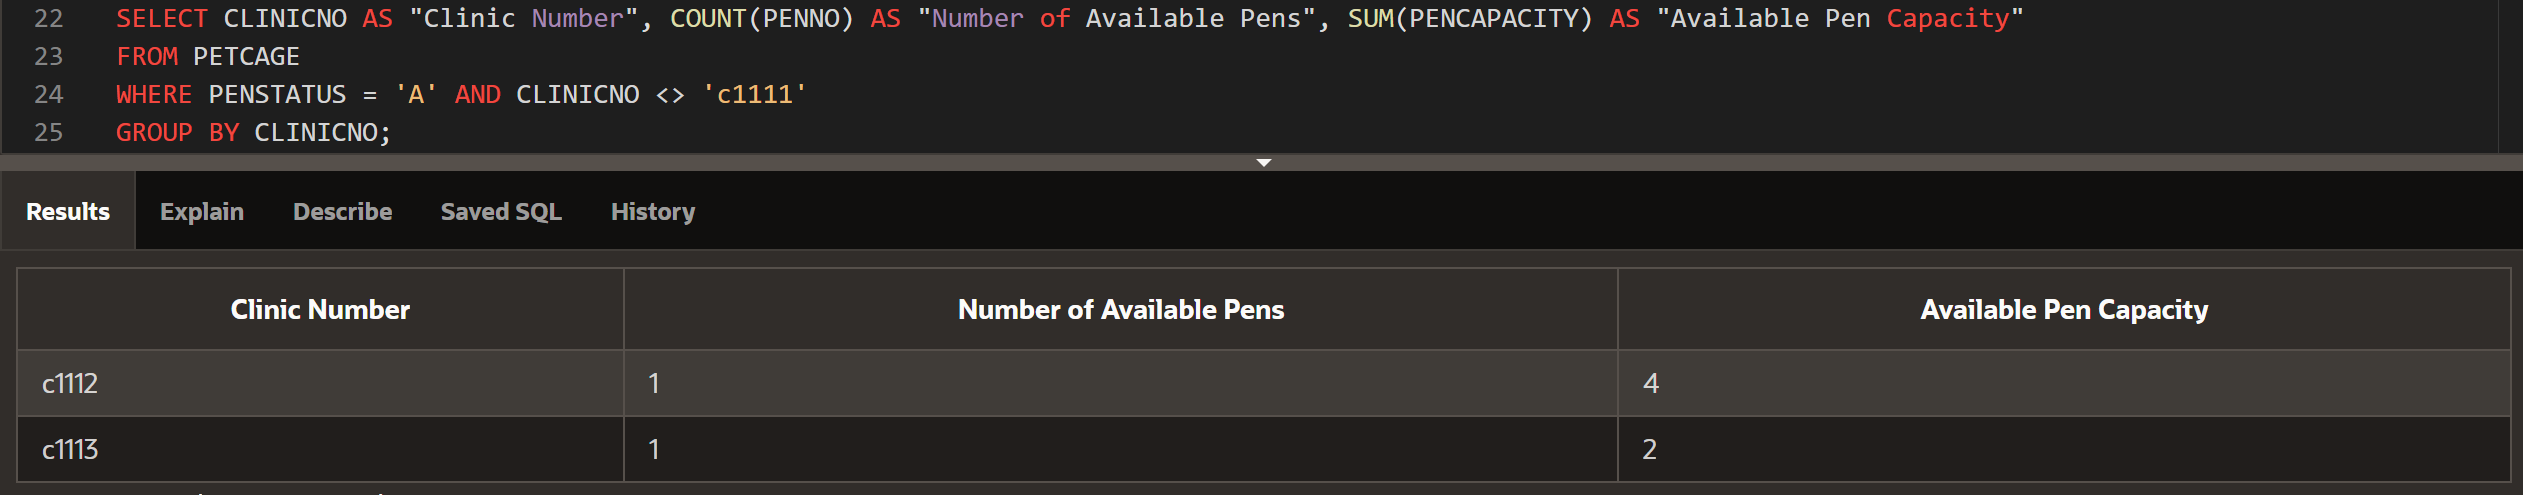 22 SELECT CLINICNO AS "Clinic Number", COUNT(PENNO) AS "Number of Available Pens", SUM(PENCAPACITY) AS "Available Pen Capacity"
23 FROM PETCAGE
24 WHERE PENSTATUS = 'A' AND CLINICNO <> 'c1111'
25 GROUP BY CLINICNO;
Results Explain Describe Saved SQL History
Clinic Number Number of Available Pens Available Pen Capacity
c1112 1 4
c1113 1 2